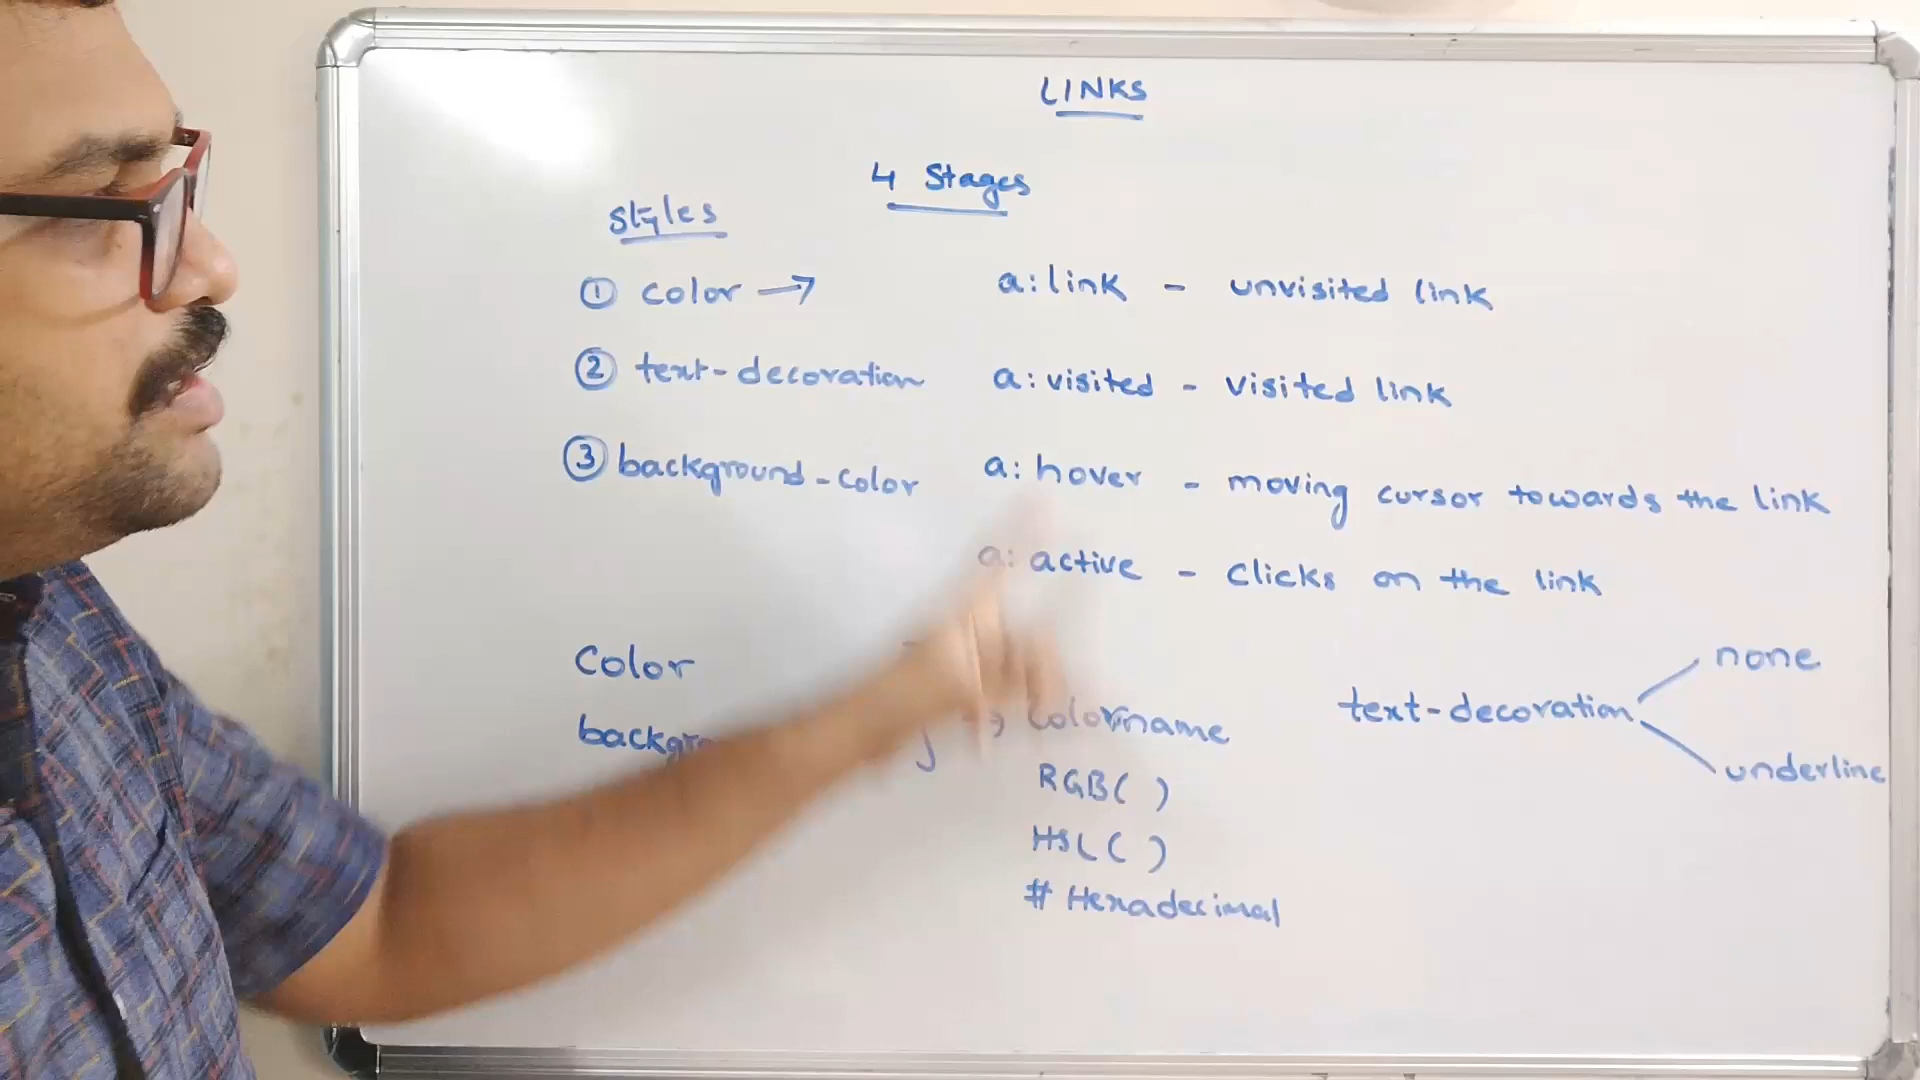 LINKS
4 Stages
Styles
① color → a:link - unvisited link
② text-decoration a:visited - visited link
③ background-color a:hover - moving cursor towards the link
a:active - clicks on the link
Color
text-decoration
none
underline
Colorname
RGB( )
HSL( )
# Hexadecimal